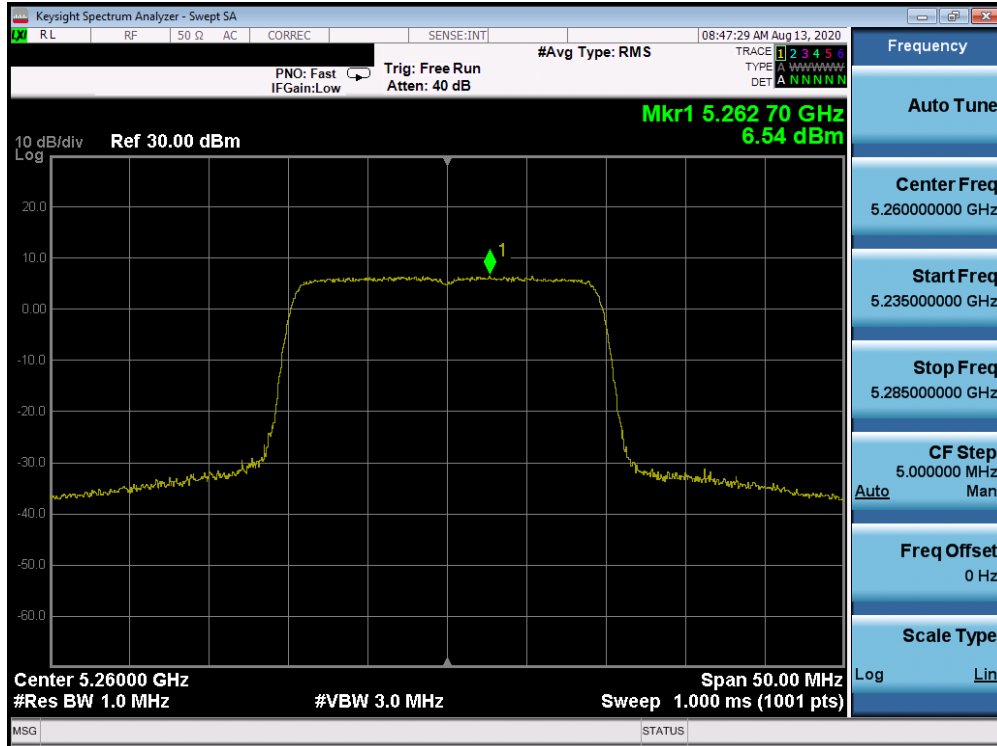 Keysight Spectrum Analyzer - Swept SA
LXI RL RF 50 Ω AC CORREC SENSE:INT 08:47:29 AM Aug 13, 2020
PNO: Fast
IFGain:Low
Trig: Free Run
Atten: 40 dB
#Avg Type: RMS
TRACE 1 2 3 4 5 6
TYPE A WWWWW
DET A N N N N N
Mkr1 5.262 70 GHz
6.54 dBm
10 dB/div Ref 30.00 dBm
Log
20.0
10.0
0.00
-10.0
-20.0
-30.0
-40.0
-50.0
-60.0
1
Center 5.26000 GHz Span 50.00 MHz
#Res BW 1.0 MHz #VBW 3.0 MHz Sweep 1.000 ms (1001 pts)
MSG STATUS
Frequency
Auto Tune
Center Freq
5.260000000 GHz
Start Freq
5.235000000 GHz
Stop Freq
5.285000000 GHz
CF Step
5.000000 MHz
Auto Man
Freq Offset
0 Hz
Scale Type
Log Lin